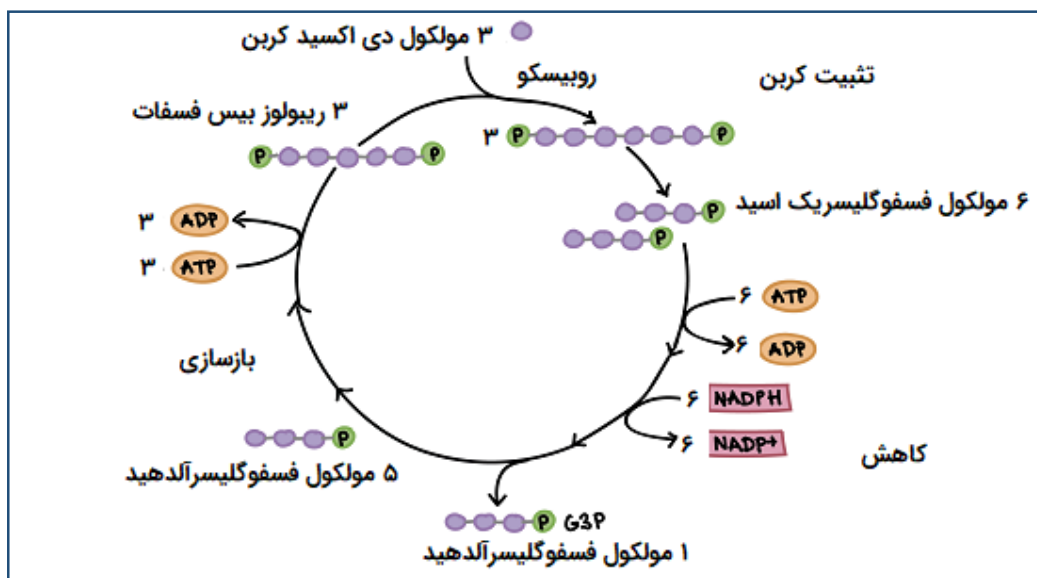 ۳ مولکول دی اکسید کربن
روبیسکو
تثبیت کربن
۳ ریبولوز بیس فسفات
P P
۳ P P
۶ مولکول فسفوگلیسریک اسید
P
P
۳ ADP
۳ ATP
۶ ATP
۶ ADP
بازسازی
۶ NADPH
۶ NADP+
کاهش
P
۵ مولکول فسفوگلیسرآلدهید
P G3P
۱ مولکول فسفوگلیسرآلدهید